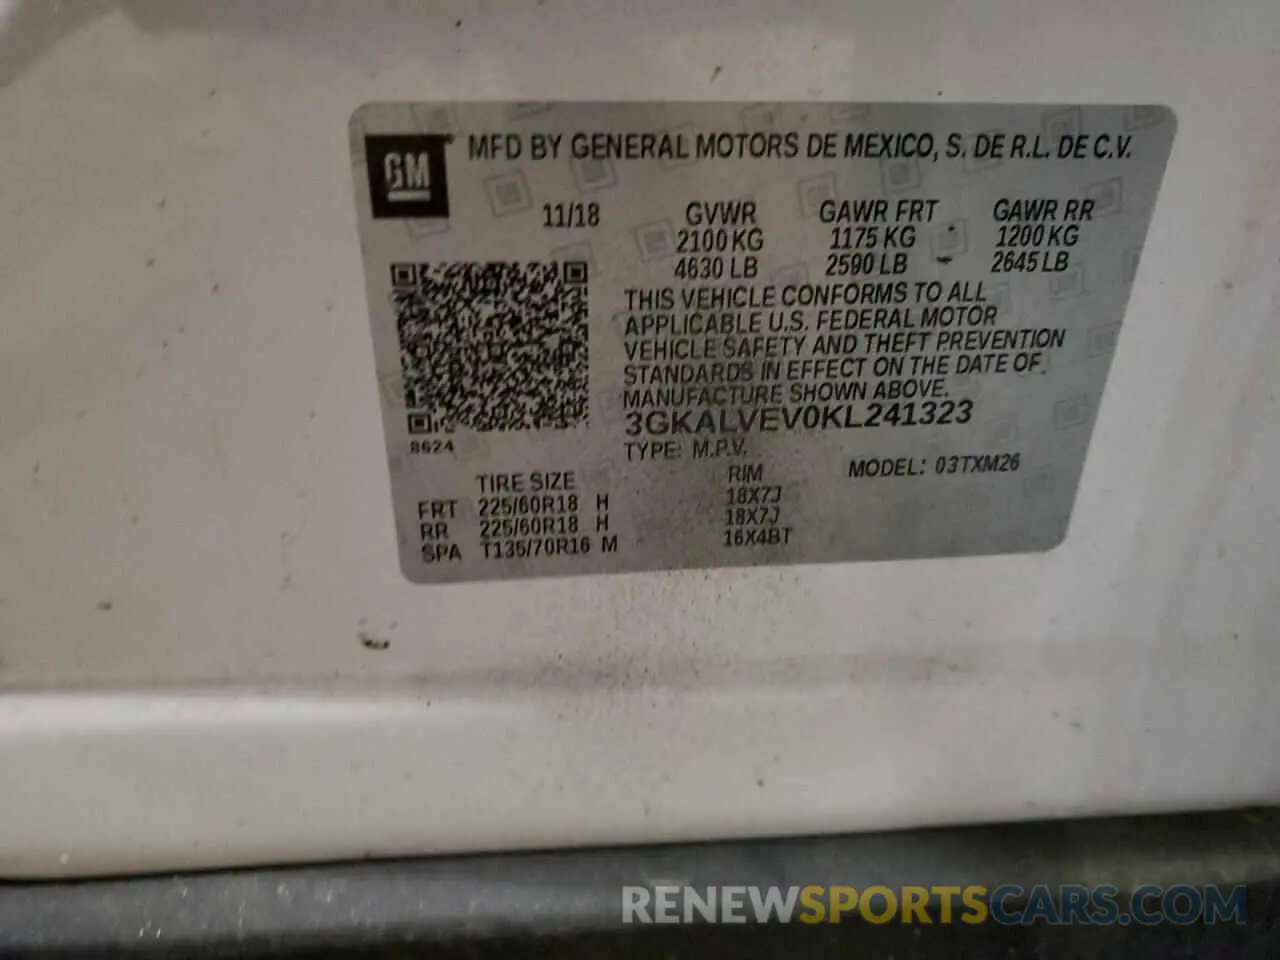 GM MFD BY GENERAL MOTORS DE MEXICO, S. DE R.L. DE C.V.
11/18 GVWR GAWR FRT GAWR RR
2100 KG 1175 KG 1200 KG
4630 LB 2590 LB 2645 LB
THIS VEHICLE CONFORMS TO ALL
APPLICABLE U.S. FEDERAL MOTOR
VEHICLE SAFETY AND THEFT PREVENTION
STANDARDS IN EFFECT ON THE DATE OF
MANUFACTURE SHOWN ABOVE.
3GKALVEV0KL241323
8624 TYPE: M.P.V. MODEL: 03TXM26
TIRE SIZE RIM
FRT 225/60R18 H 18X7J
RR 225/60R18 H 18X7J
SPA T135/70R16 M 16X4BT
RENEWSPORTSCARS.COM